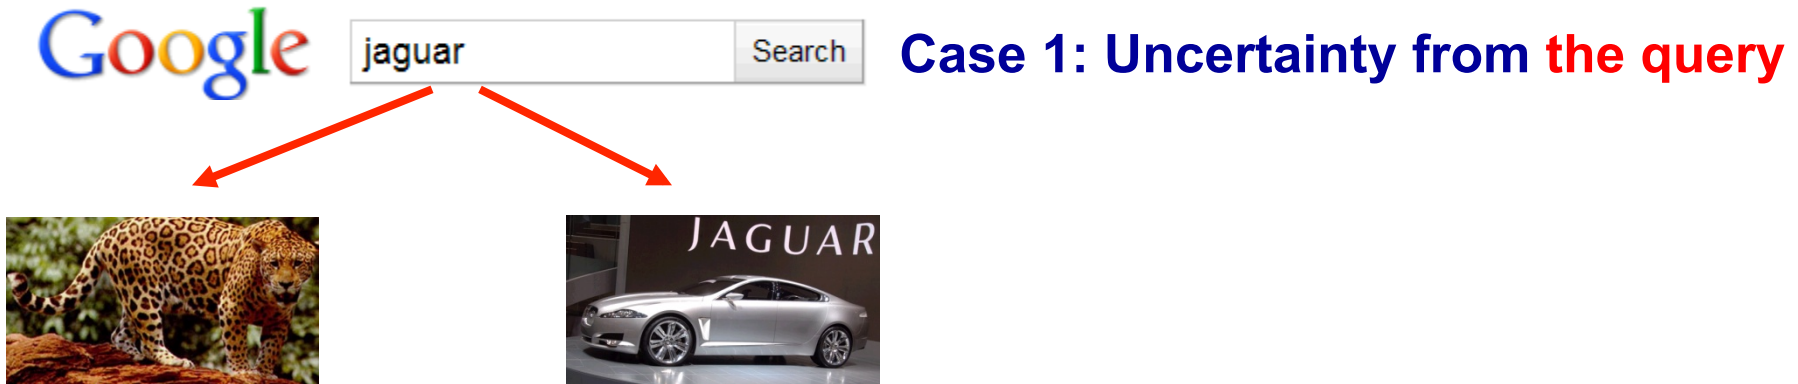 Google
jaguar
Search
Case 1: Uncertainty from the query
JAGUAR